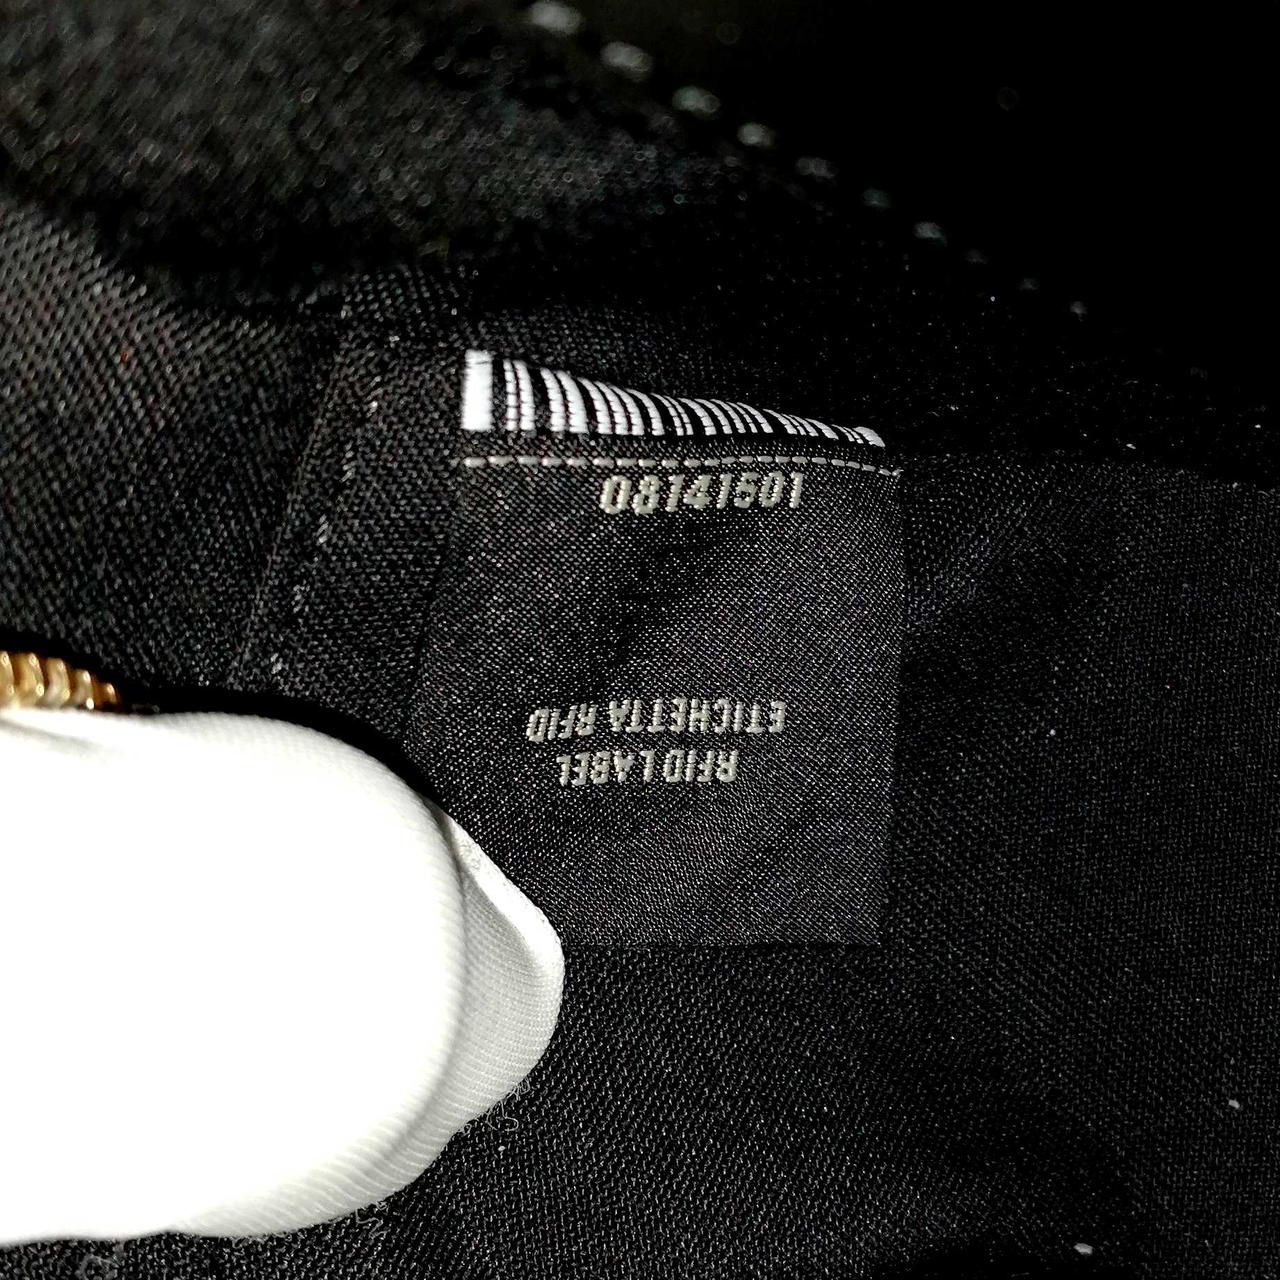 08141501
RFID LABEL
ETICHETTA RFID